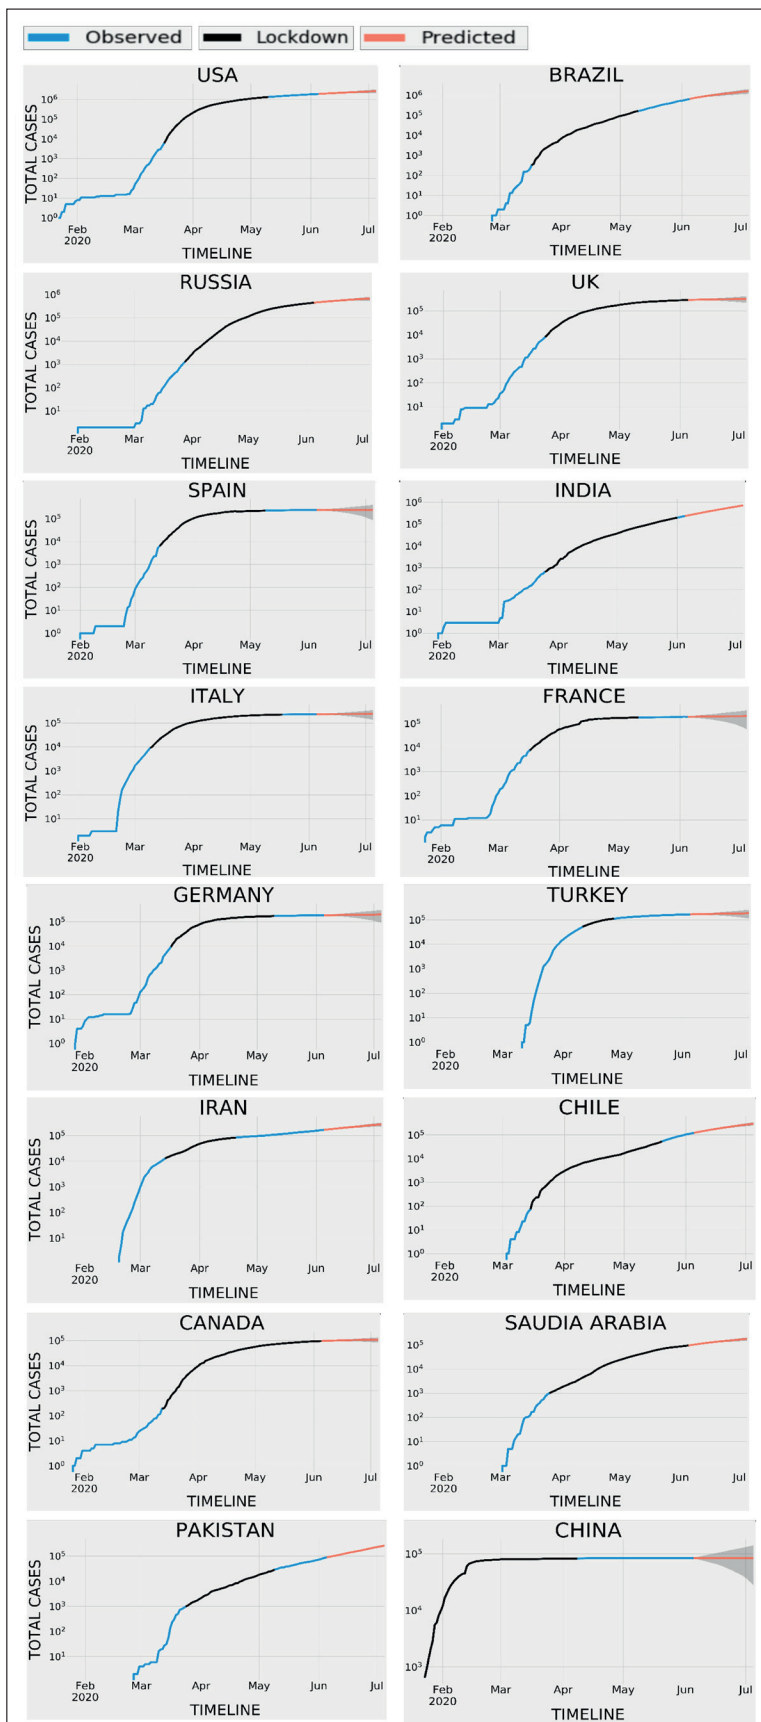 Observed Lockdown Predicted
USA
TOTAL CASES
10⁶
10⁵
10⁴
10³
10²
10¹
10⁰
Feb Mar Apr May Jun Jul
2020
TIMELINE
BRAZIL
10⁶
10⁵
10⁴
10³
10²
10¹
10⁰
Feb Mar Apr May Jun Jul
2020
TIMELINE
RUSSIA
TOTAL CASES
10⁶
10⁵
10⁴
10³
10²
10¹
Feb Mar Apr May Jun Jul
2020
TIMELINE
UK
10⁵
10⁴
10³
10²
10¹
Feb Mar Apr May Jun Jul
2020
TIMELINE
SPAIN
TOTAL CASES
10⁵
10⁴
10³
10²
10¹
10⁰
Feb Mar Apr May Jun Jul
2020
TIMELINE
INDIA
10⁶
10⁵
10⁴
10³
10²
10¹
10⁰
Feb Mar Apr May Jun Jul
2020
TIMELINE
ITALY
TOTAL CASES
10⁵
10⁴
10³
10²
10¹
Feb Mar Apr May Jun Jul
2020
TIMELINE
FRANCE
10⁵
10⁴
10³
10²
10¹
Feb Mar Apr May Jun Jul
2020
TIMELINE
GERMANY
TOTAL CASES
10⁵
10⁴
10³
10²
10¹
10⁰
Feb Mar Apr May Jun Jul
2020
TIMELINE
TURKEY
10⁵
10⁴
10³
10²
10¹
10⁰
Feb Mar Apr May Jun Jul
2020
TIMELINE
IRAN
TOTAL CASES
10⁵
10⁴
10³
10²
10¹
Feb Mar Apr May Jun Jul
2020
TIMELINE
CHILE
10⁵
10⁴
10³
10²
10¹
10⁰
Feb Mar Apr May Jun Jul
2020
TIMELINE
CANADA
TOTAL CASES
10⁵
10⁴
10³
10²
10¹
10⁰
Feb Mar Apr May Jun Jul
2020
TIMELINE
SAUDIA ARABIA
10⁵
10⁴
10³
10²
10¹
10⁰
Feb Mar Apr May Jun Jul
2020
TIMELINE
PAKISTAN
TOTAL CASES
10⁵
10⁴
10³
10²
10¹
Feb Mar Apr May Jun Jul
2020
TIMELINE
CHINA
10⁵
10⁴
10³
Feb Mar Apr May Jun Jul
2020
TIMELINE